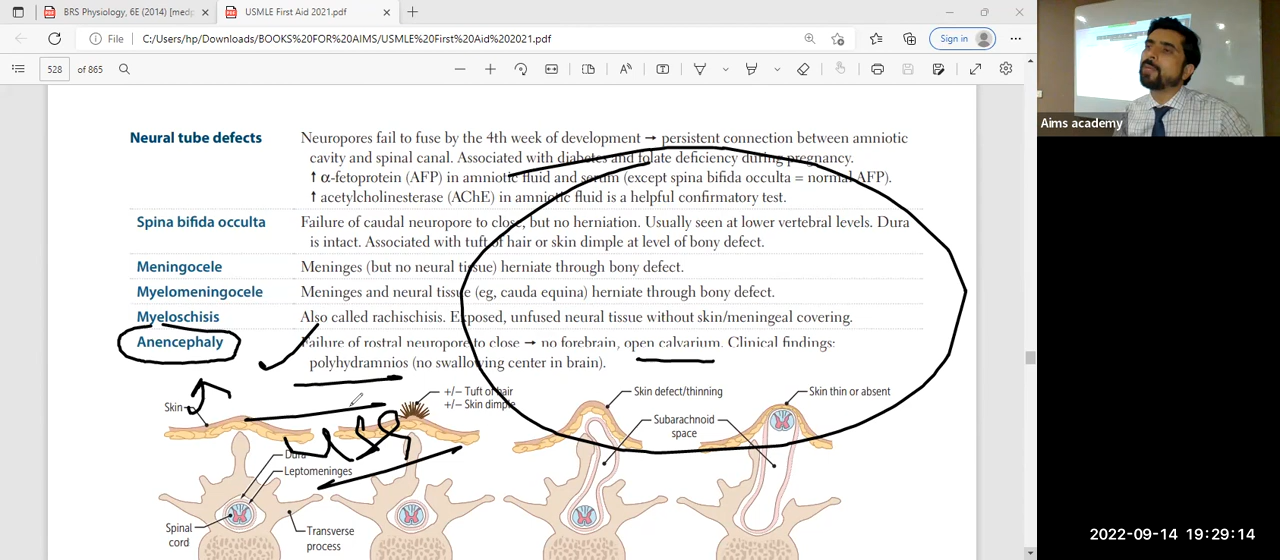 BRS Physiology, 6E (2014) [medp
USMLE First Aid 2021.pdf
File
C:/Users/hp/Downloads/BOOKS%20FOR%20AIMS/USMLE%20First%20Aid%202021.pdf
Sign in
528 of 865
Aims academy
Neural tube defects
Neuropores fail to fuse by the 4th week of development → persistent connection between amniotic
cavity and spinal canal. Associated with diabetes and folate deficiency during pregnancy.
↑ α-fetoprotein (AFP) in amniotic fluid and serum (except spina bifida occulta = normal AFP).
↑ acetylcholinesterase (AChE) in amniotic fluid is a helpful confirmatory test.
Spina bifida occulta
Failure of caudal neuropore to close, but no herniation. Usually seen at lower vertebral levels. Dura
is intact. Associated with tuft of hair or skin dimple at level of bony defect.
Meningocele
Meninges (but no neural tissue) herniate through bony defect.
Myelomeningocele
Meninges and neural tissue (eg, cauda equina) herniate through bony defect.
Myeloschisis
Also called rachischisis. Exposed, unfused neural tissue without skin/meningeal covering.
Anencephaly
Failure of rostral neuropore to close → no forebrain, open calvarium. Clinical findings:
polyhydramnios (no swallowing center in brain).
Skin
+/− Tuft of hair
+/− Skin dimple
Skin defect/thinning
Subarachnoid
space
Skin thin or absent
Dura
Leptomeninges
Spinal
cord
Transverse
process
2022-09-14 19:29:14